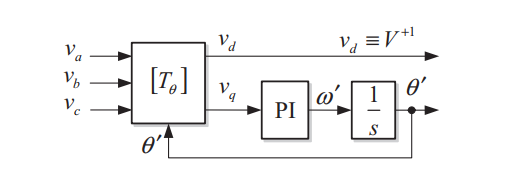 v_a
v_b
v_c
[T_θ]
v_d
v_d ≡ V^{+1}
v_q
PI
ω′
1
s
θ′
θ′